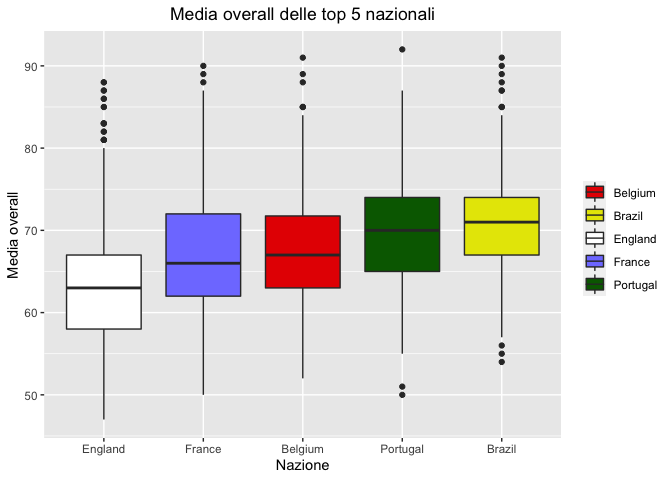 Media overall delle top 5 nazionali
Media overall
90
80
70
60
50
England
France
Belgium
Portugal
Brazil
Nazione
Belgium
Brazil
England
France
Portugal